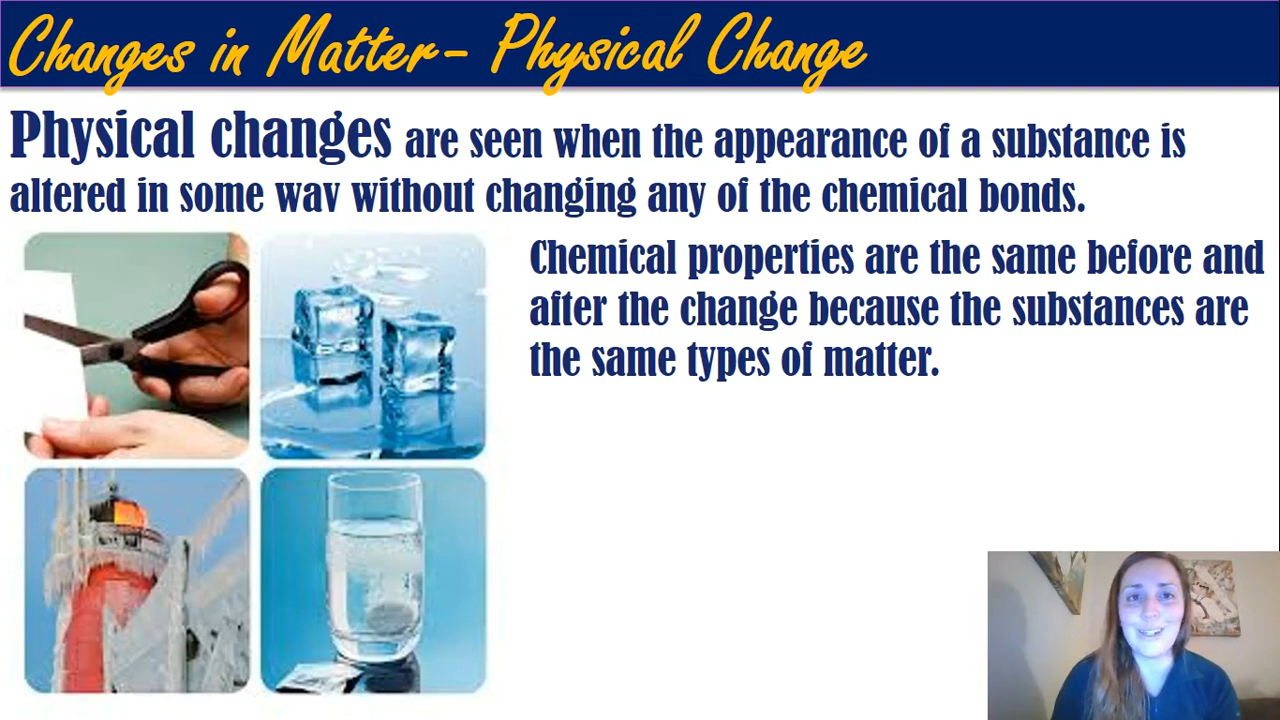 Changes in Matter- Physical Change
Physical changes are seen when the appearance of a substance is
altered in some way without changing any of the chemical bonds.
Chemical properties are the same before and
after the change because the substances are
the same types of matter.